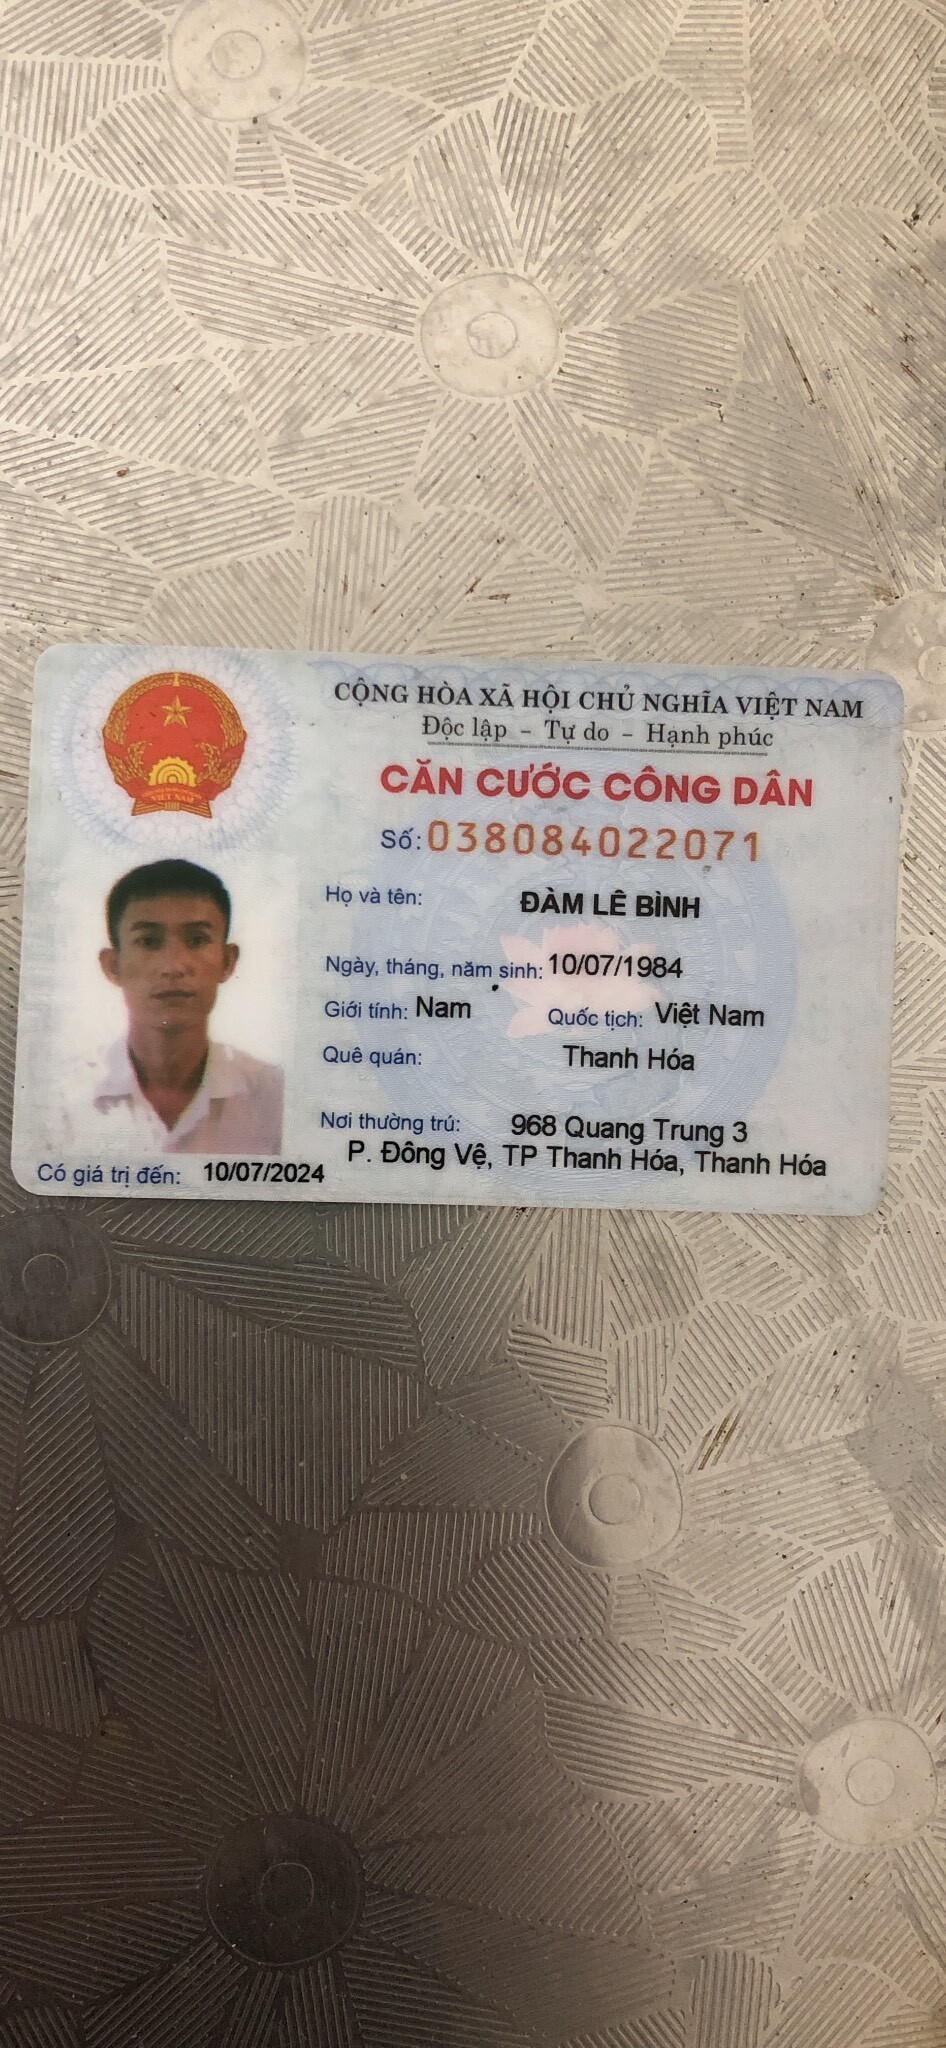 CỘNG HÒA XÃ HỘI CHỦ NGHĨA VIỆT NAM
Độc lập - Tự do - Hạnh phúc
CĂN CƯỚC CÔNG DÂN
Số: 038084022071
Họ và tên: ĐÀM LÊ BÌNH
Ngày, tháng, năm sinh: 10/07/1984
Giới tính: Nam Quốc tịch: Việt Nam
Quê quán: Thanh Hóa
Nơi thường trú: 968 Quang Trung 3
P. Đông Vệ, TP Thanh Hóa, Thanh Hóa
Có giá trị đến: 10/07/2024
VIỆT NAM